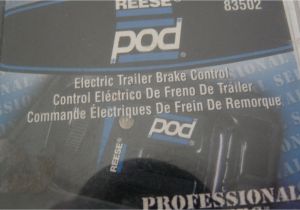 REESE®
83502
pod
Electric Trailer Brake Control
Control Eléctrico De Freno De Tráiler
Commande Électriques De Frein De Remorque
REESE®
pod
PROFESSIONAL